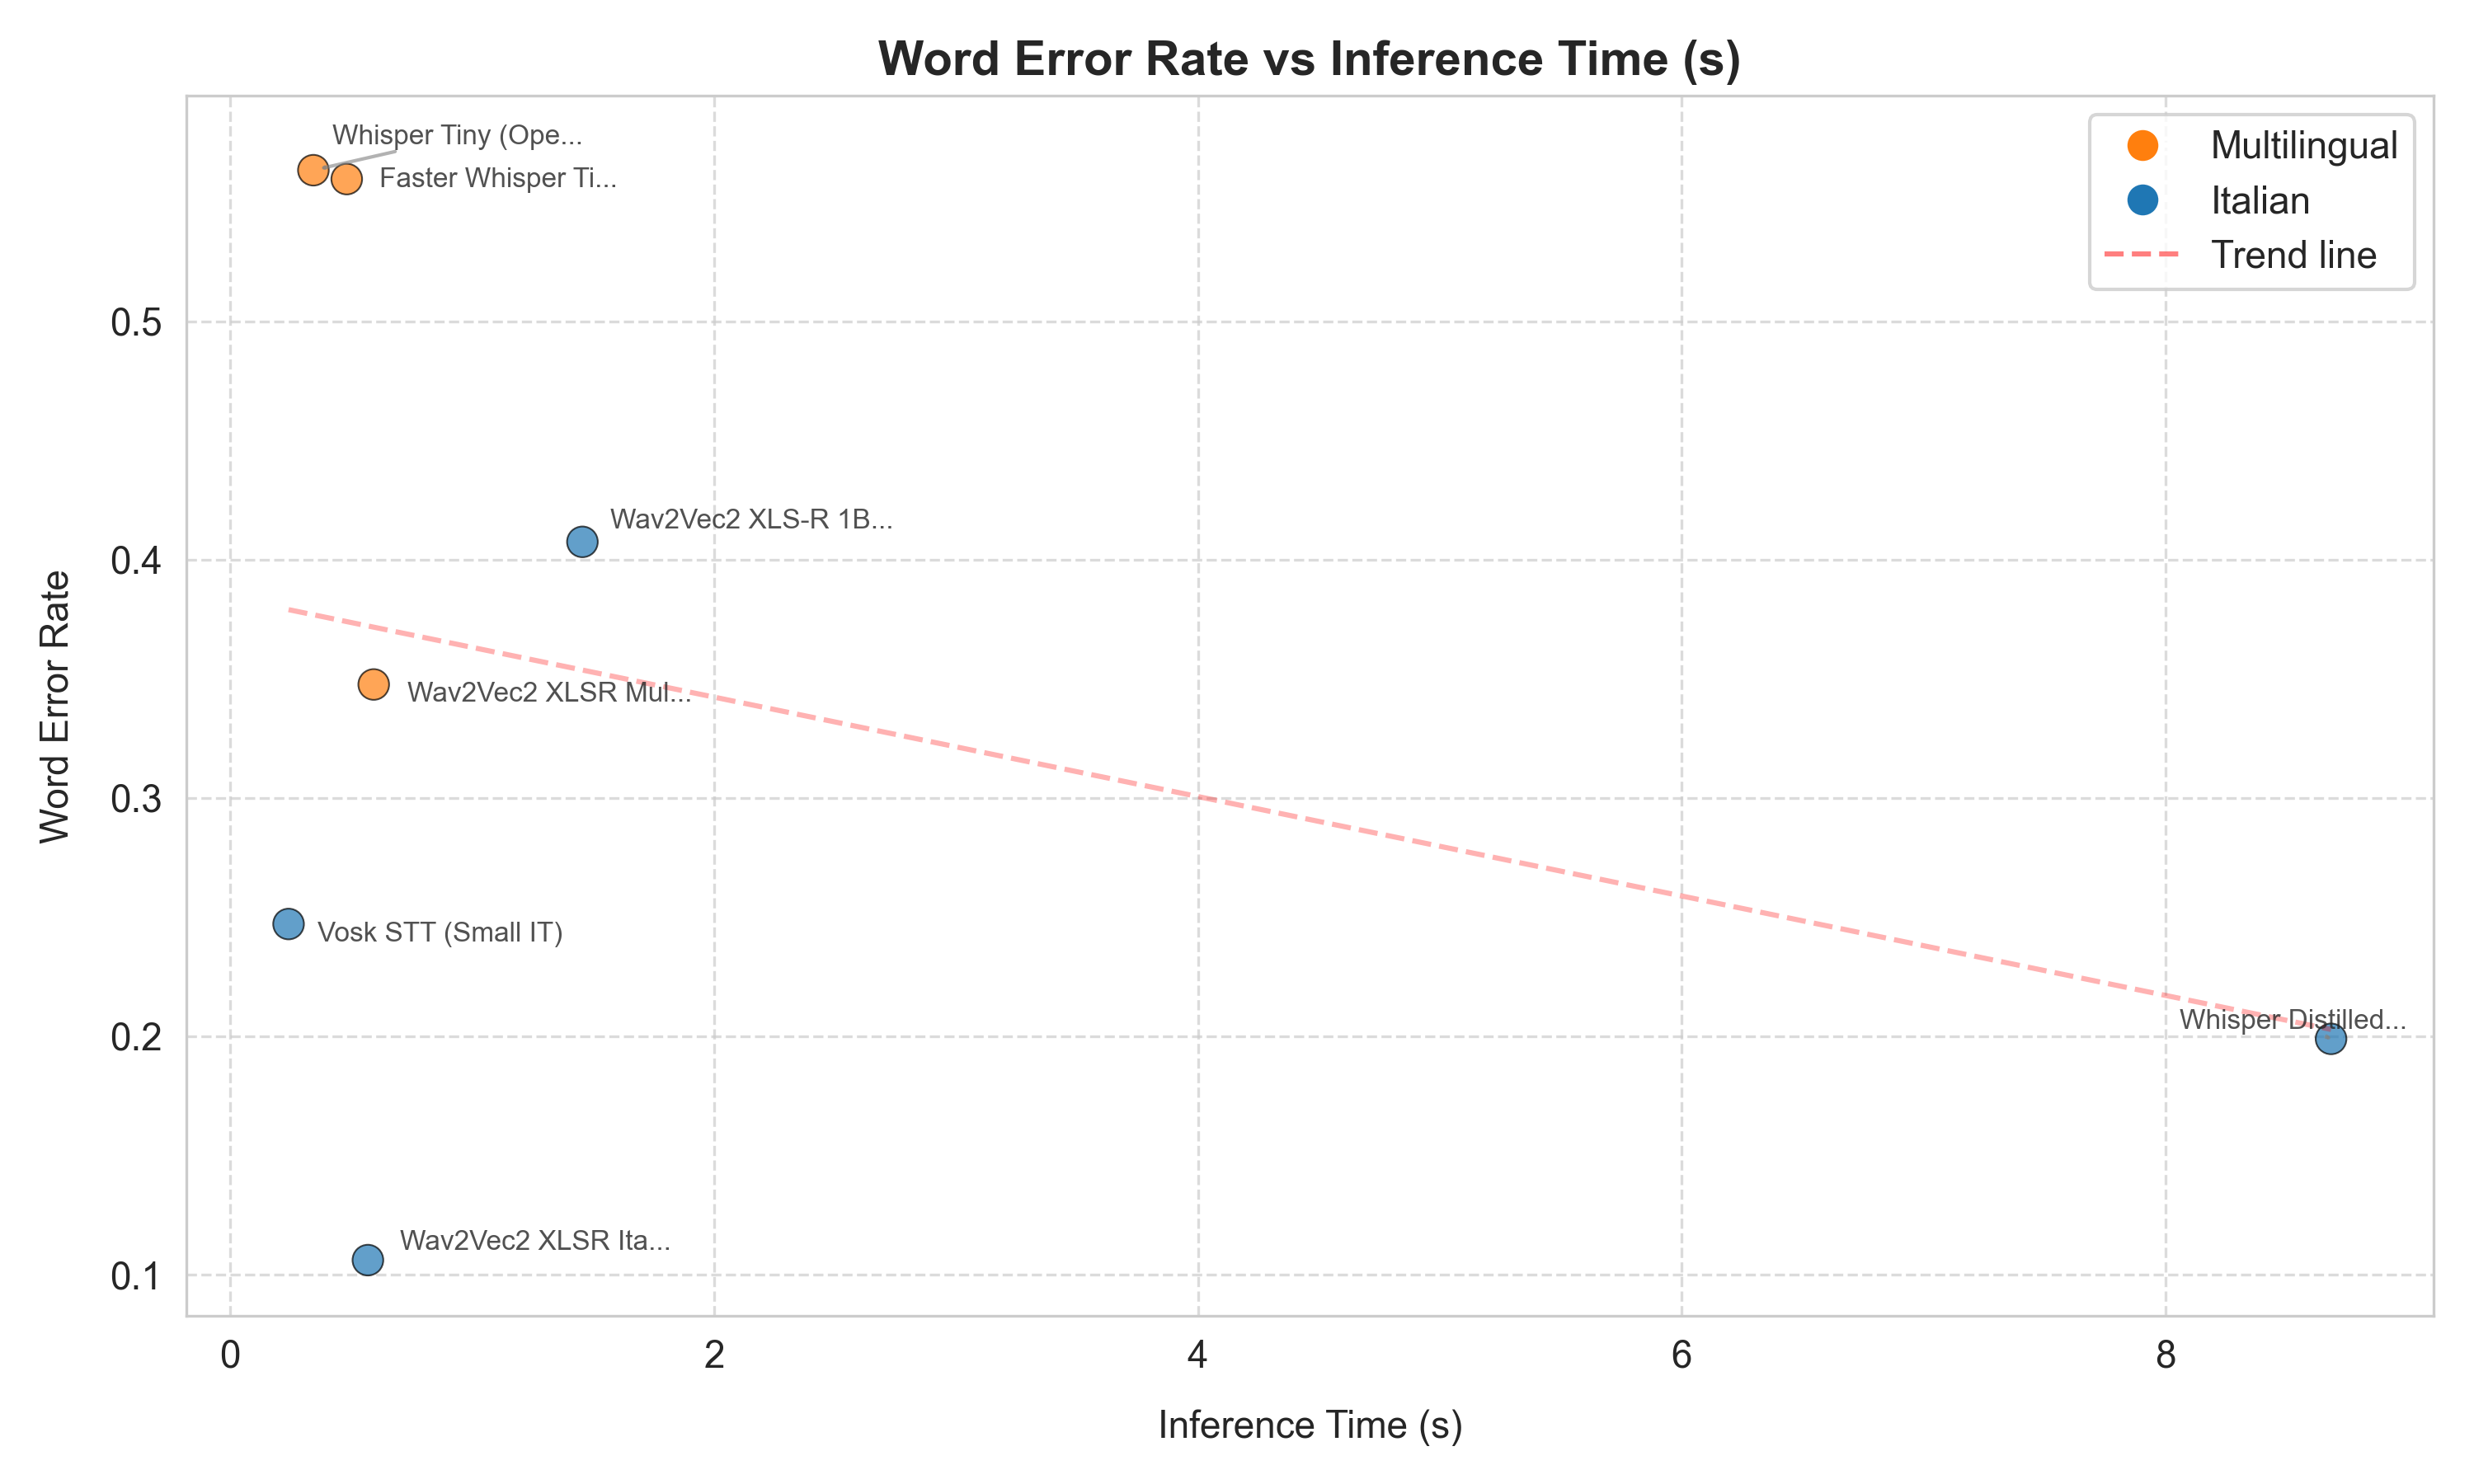 Word Error Rate vs Inference Time (s)
Whisper Tiny (Ope...
Faster Whisper Ti...
Multilingual
Italian
Trend line
0.5
Wav2Vec2 XLS-R 1B...
0.4
Word Error Rate
Wav2Vec2 XLSR Mul...
0.3
Vosk STT (Small IT)
Whisper Distilled...
0.2
Wav2Vec2 XLSR Ita...
0.1
0 2 4 6 8
Inference Time (s)